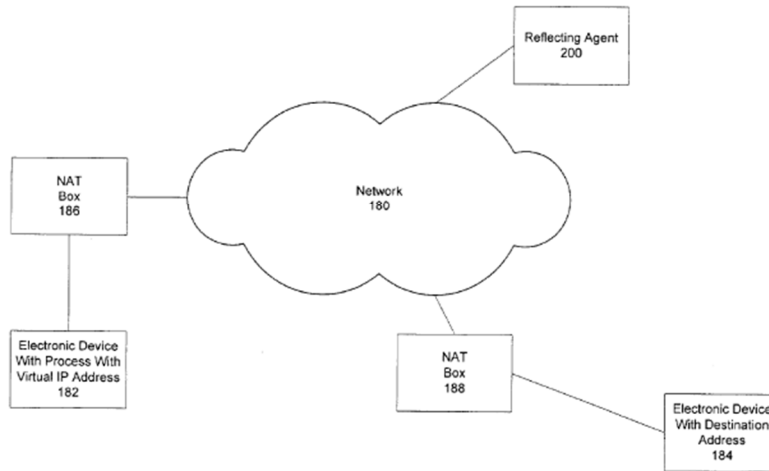 Reflecting Agent
200
NAT
Box
186
Network
180
Electronic Device
With Process With
Virtual IP Address
182
NAT
Box
188
Electronic Device
With Destination
Address
184